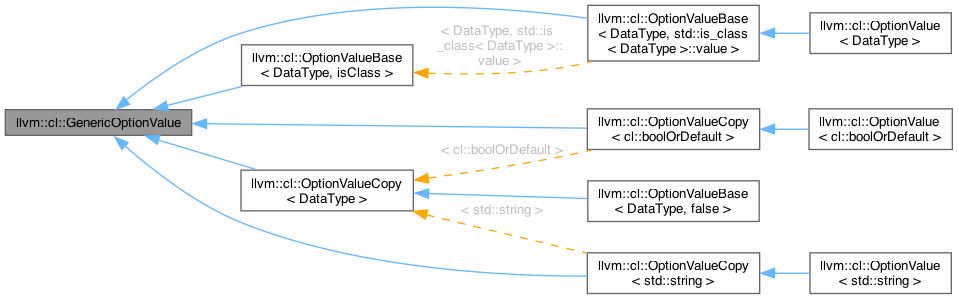 llvm::cl::GenericOptionValue
llvm::cl::OptionValueBase
< DataType, isClass >
< DataType, std::is
_class< DataType >::
value >
llvm::cl::OptionValueBase
< DataType, std::is_class
< DataType >::value >
llvm::cl::OptionValue
< DataType >
llvm::cl::OptionValueCopy
< cl::boolOrDefault >
llvm::cl::OptionValue
< cl::boolOrDefault >
< cl::boolOrDefault >
llvm::cl::OptionValueCopy
< DataType >
llvm::cl::OptionValueBase
< DataType, false >
< std::string >
llvm::cl::OptionValueCopy
< std::string >
llvm::cl::OptionValue
< std::string >